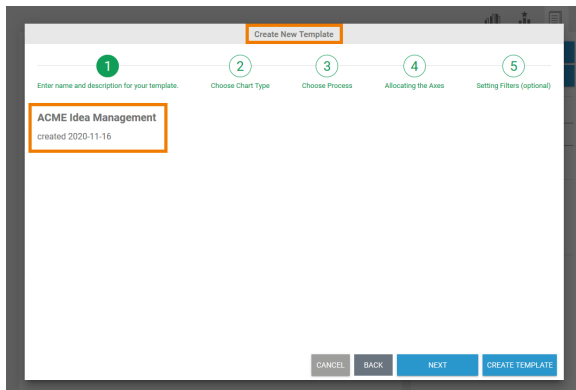 Create New Template
1
2
3
4
5
Enter name and description for your template.
Choose Chart Type
Choose Process
Allocating the Axes
Setting Filters (optional)
ACME Idea Management
created 2020-11-16
CANCEL
BACK
NEXT
CREATE TEMPLATE